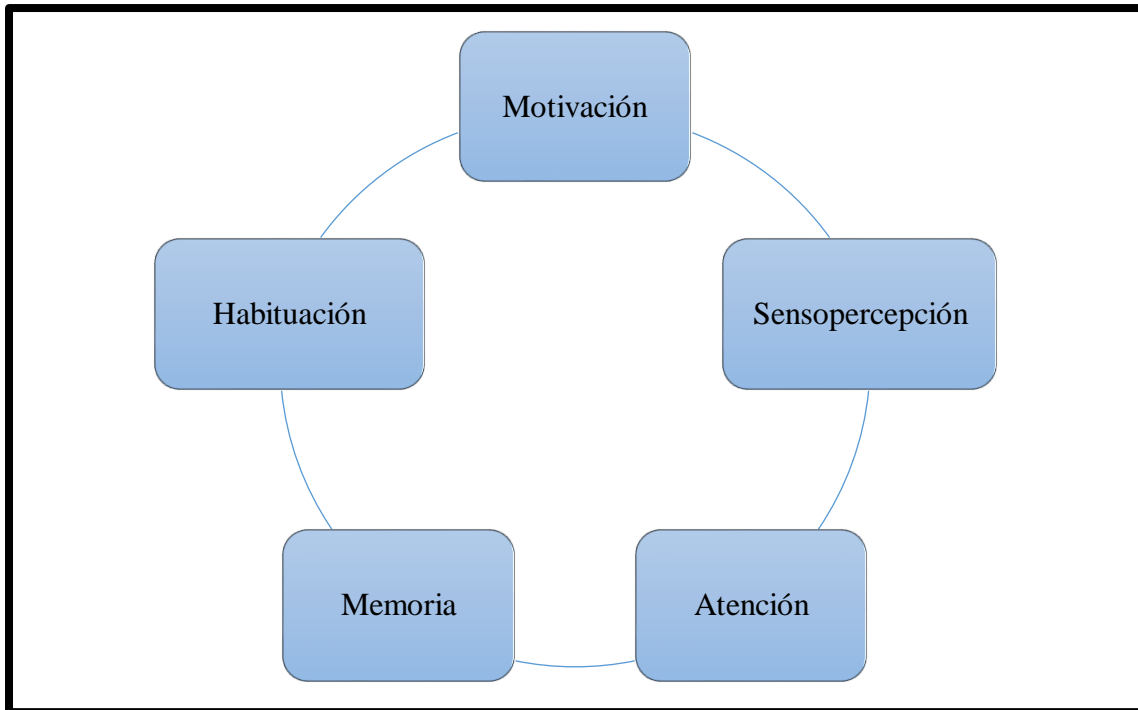 Motivación
Habituación
Sensopercepción
Memoria
Atención